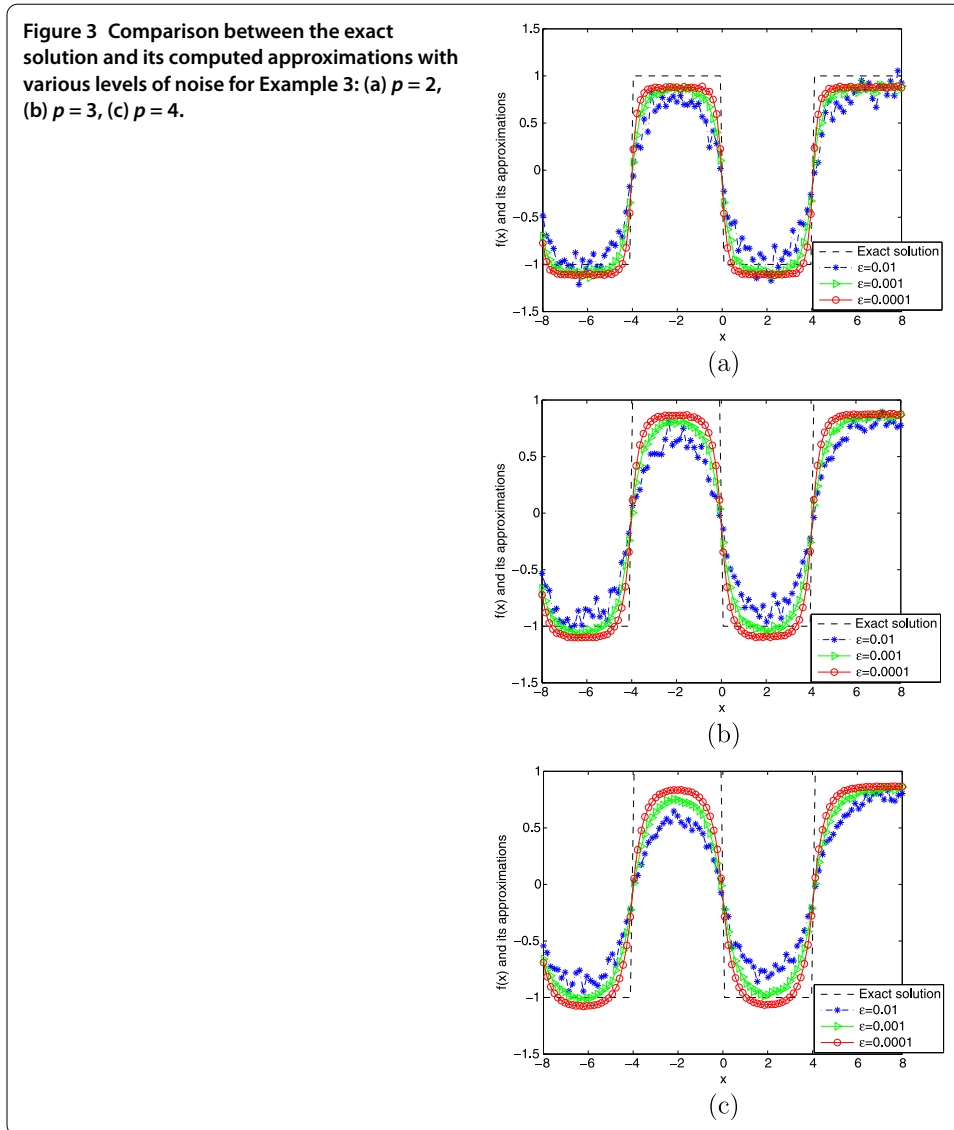 Figure 3 Comparison between the exact
solution and its computed approximations with
various levels of noise for Example 3: (a) p = 2,
(b) p = 3, (c) p = 4.
1.5
1
0.5
0
−0.5
−1
−1.5
f(x) and its approximations
−8 −6 −4 −2 0 2 4 6 8
x
Exact solution
ε=0.01
ε=0.001
ε=0.0001
(a)
1
0.5
0
−0.5
−1
−1.5
f(x) and its approximations
−8 −6 −4 −2 0 2 4 6 8
x
Exact solution
ε=0.01
ε=0.001
ε=0.0001
(b)
1
0.5
0
−0.5
−1
−1.5
f(x) and its approximations
−8 −6 −4 −2 0 2 4 6 8
x
Exact solution
ε=0.01
ε=0.001
ε=0.0001
(c)